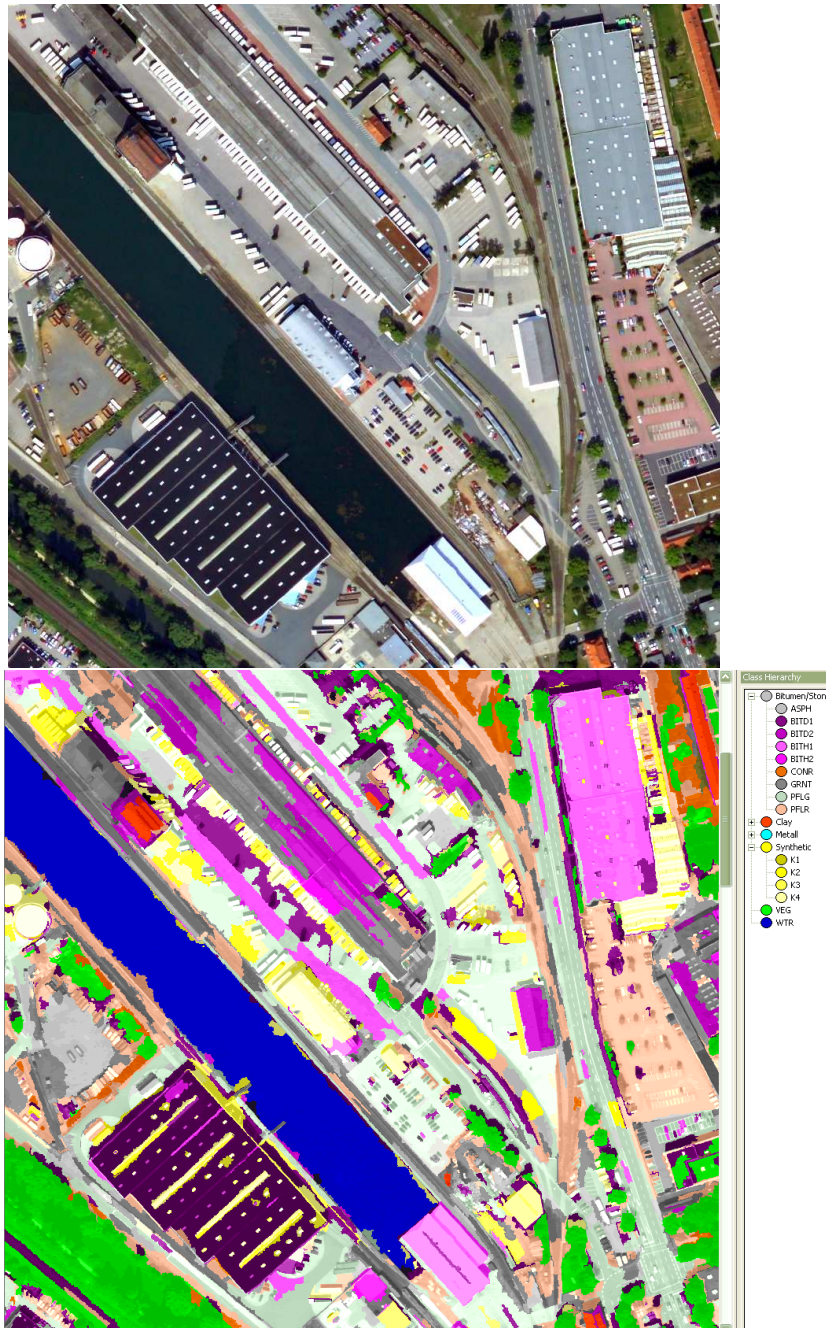 Class Hierarchy
Bitumen/Ston
ASPH
BITD1
BITD2
BITH1
BITH2
CONR
GRNT
PFLG
PFLR
Clay
Metall
Synthetic
K1
K2
K3
K4
VEG
WTR